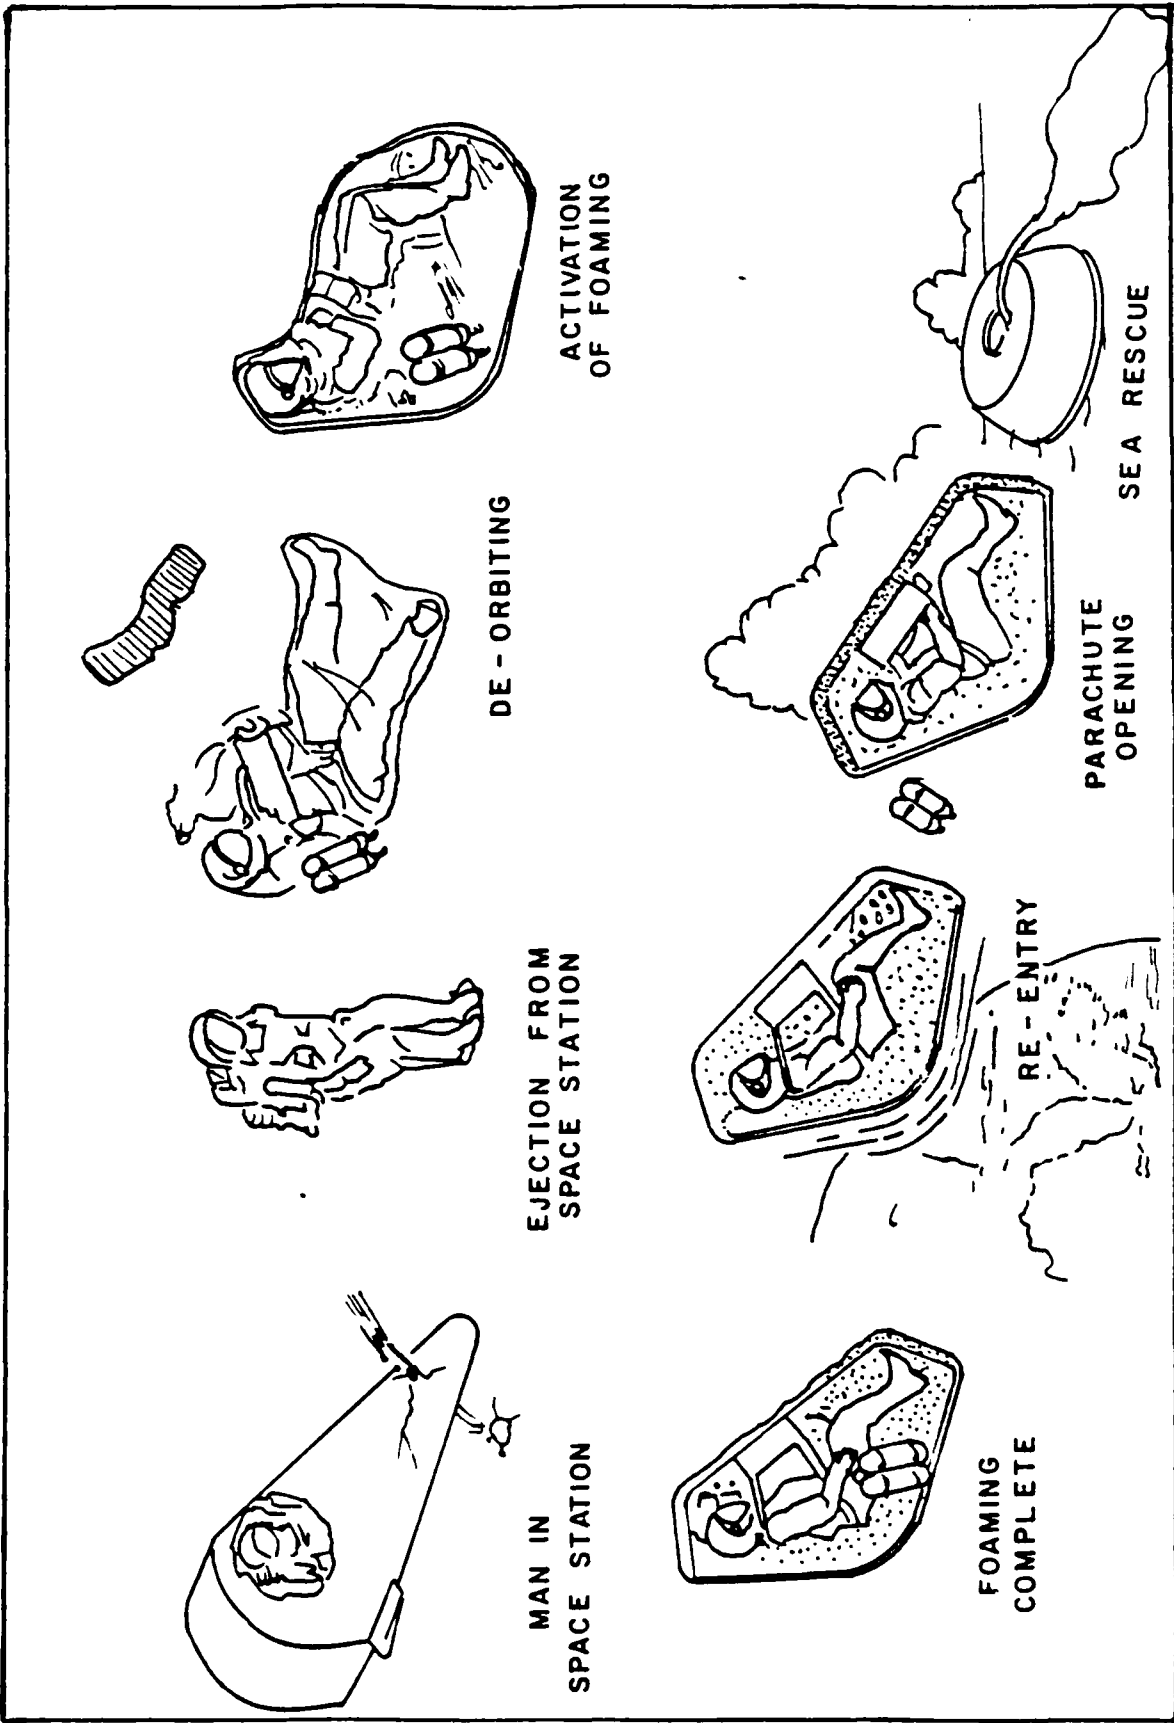 MAN IN
SPACE STATION
EJECTION FROM
SPACE STATION
DE-ORBITING
ACTIVATION
OF FOAMING
FOAMING
COMPLETE
RE-ENTRY
PARACHUTE
OPENING
SEA RESCUE